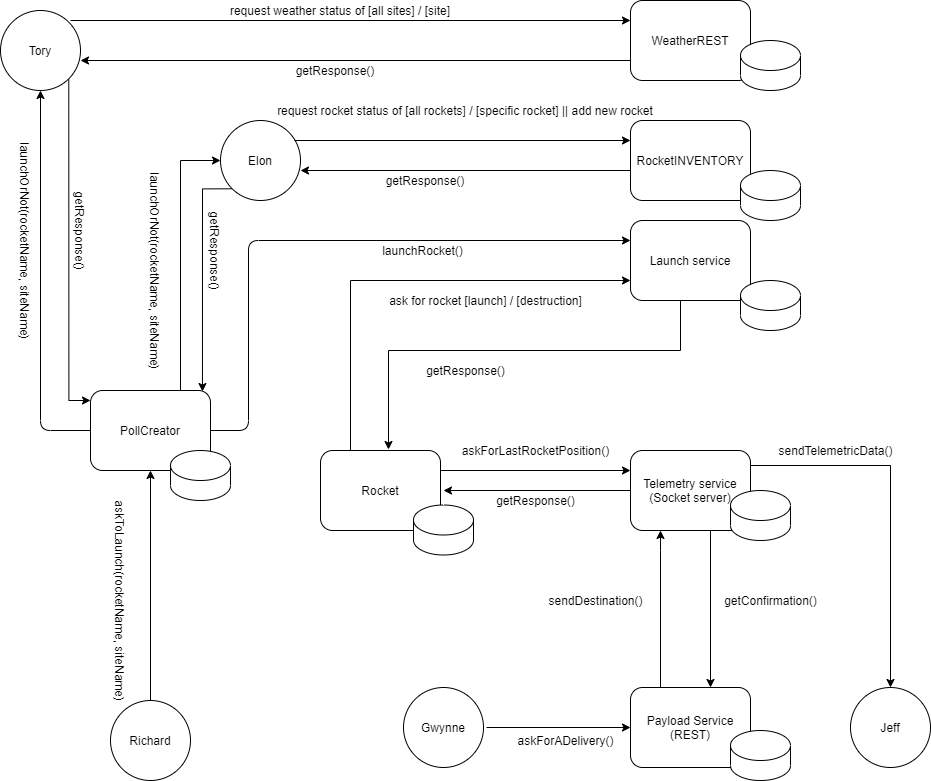 request weather status of [all sites] / [site]
Tory
WeatherREST
getResponse()
request rocket status of [all rockets] / [specific rocket] || add new rocket
launchOrNot(rocketName, siteName)
getResponse()
launchOrNot(rocketName, siteName)
Elon
getResponse()
RocketINVENTORY
getResponse()
launchRocket()
Launch service
ask for rocket [launch] / [destruction]
getResponse()
PollCreator
askForLastRocketPosition()
sendTelemetricData()
Rocket
Telemetry service
(Socket server)
getResponse()
askToLaunch(rocketName, siteName)
sendDestination()
getConfirmation()
Richard
Gwynne
askForADelivery()
Payload Service
(REST)
Jeff